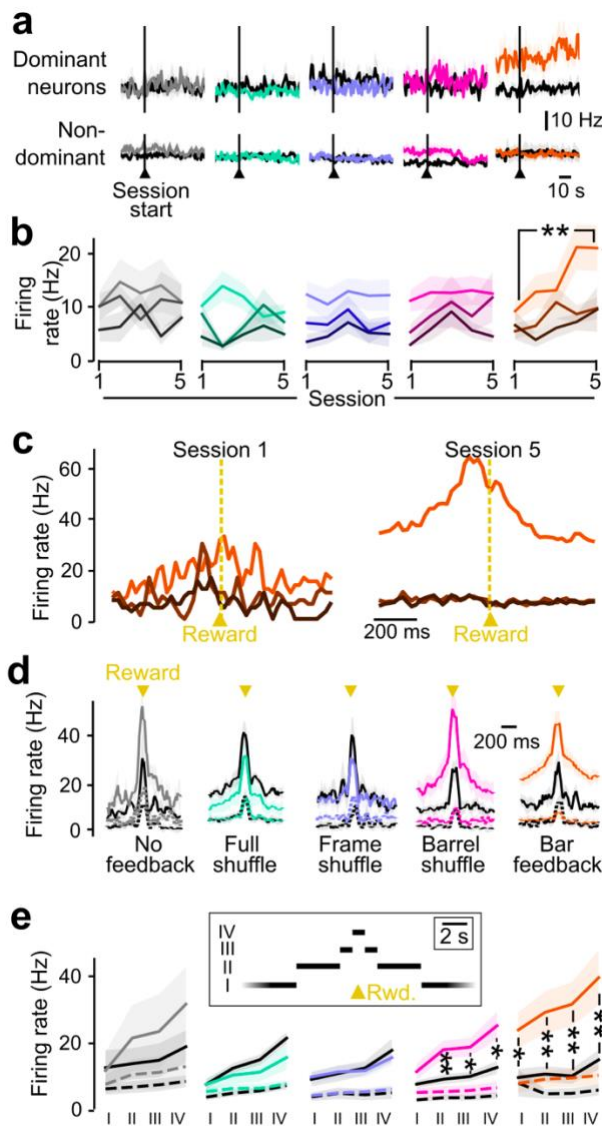 a
Dominant
neurons
10 Hz
Non-
dominant
Session
start
10 s
b
**
Firing
rate (Hz)
20
10
0
1 5 1 5 1 5 1 5 1 5
Session
c
Session 1 Session 5
Firing rate (Hz)
60
40
20
0
Reward
200 ms
Reward
d
Reward
200 ms
Firing rate (Hz)
40
20
0
No
feedback
Full
shuffle
Frame
shuffle
Barrel
shuffle
Bar
feedback
e
Firing rate (Hz)
40
20
0
IV
III
II
I
2 s
Rwd.
** * * * ** ** **
I II III IV I II III IV I II III IV I II III IV I II III IV